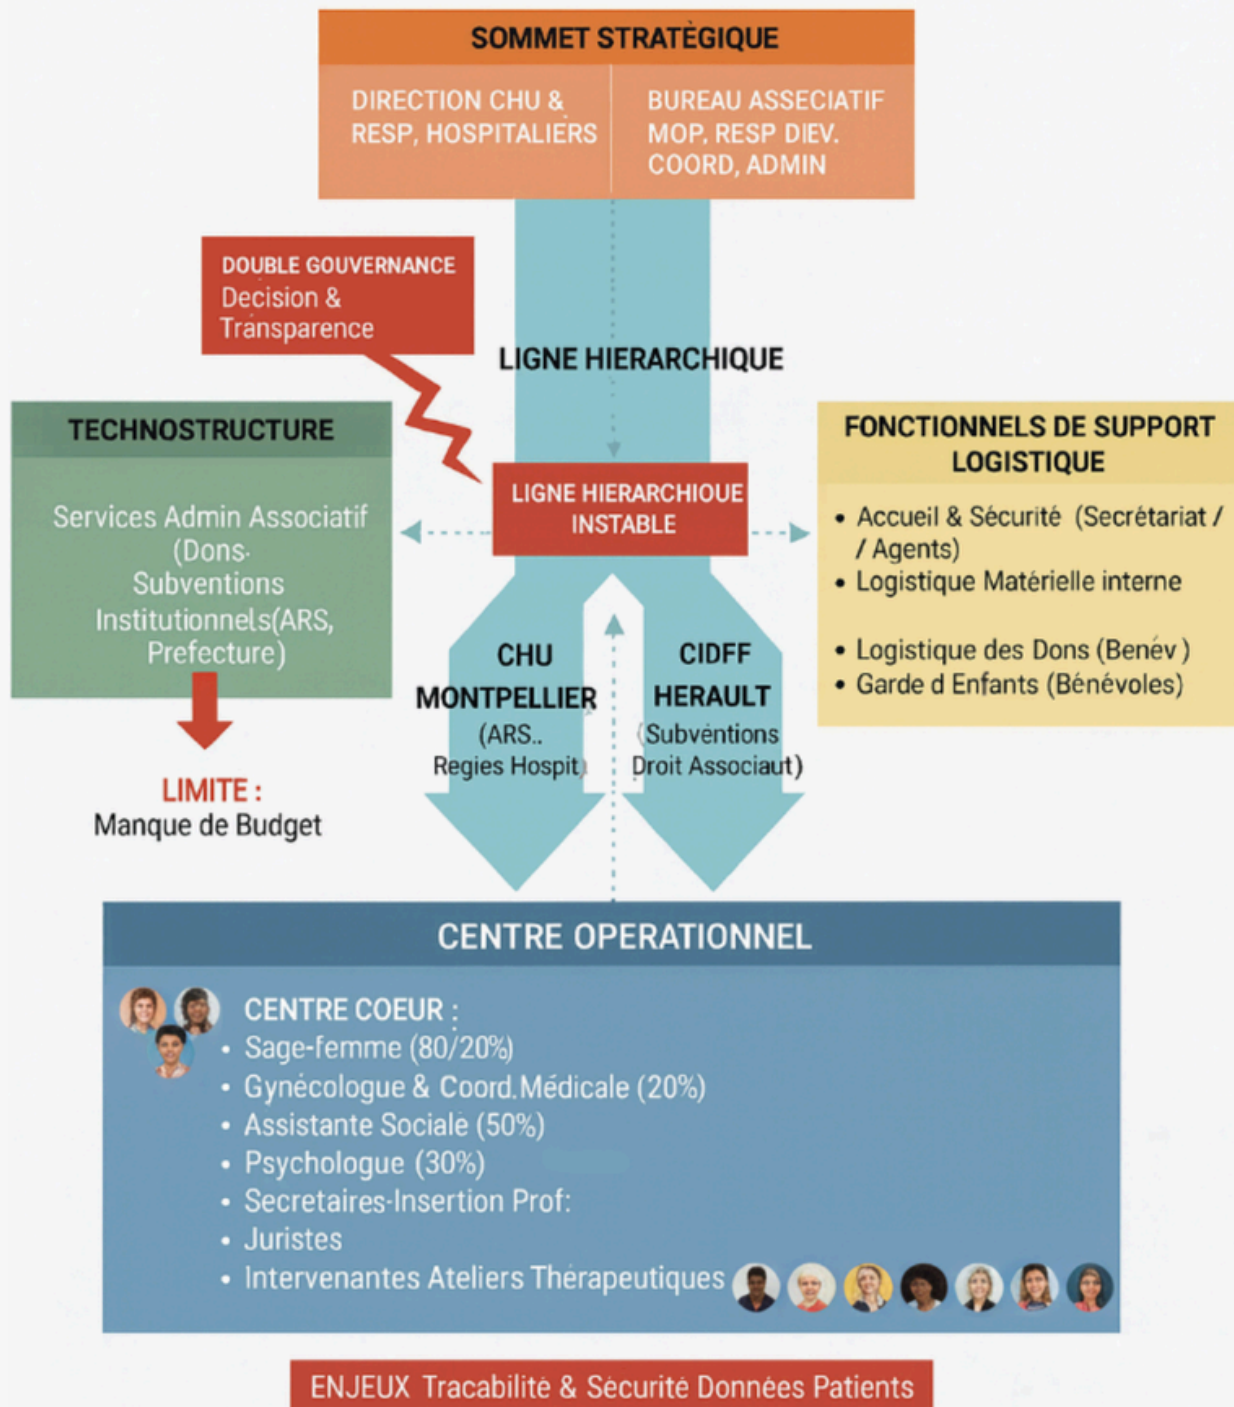 SOMMET STRATÉGIQUE
DIRECTION CHU &
RESP, HOSPITALIERS
BUREAU ASSECIATIF
MOP, RESP DIEV.
COORD, ADMIN
DOUBLE GOUVERNANCE
Decision &
Transparence
LIGNE HIERARCHIQUE
TECHNOSTRUCTURE
Services Admin Associatif
(Dons-
Subventions
Institutionnels(ARS,
Prefecture)
LIGNE HIERARCHIOUE
INSTABLE
FONCTIONNELS DE SUPPORT
LOGISTIQUE
• Accueil & Sécurité (Secrétariat /
/ Agents)
• Logistique Matérielle interne
• Logistique des Dons (Benév )
• Garde d Enfants (Bénévoles)
LIMITE :
Manque de Budget
CHU
MONTPELLIER
(ARS..
Regies Hospit)
CIDFF
HERAULT
(Subventions
Droit Associaut)
CENTRE OPERATIONNEL
CENTRE COEUR :
• Sage-femme (80/20%)
• Gynécologue & Coord.Médicale (20%)
• Assistante Sociale (50%)
• Psychologue (30%)
• Secretaires-Insertion Prof:
• Juristes
• Intervenantes Ateliers Thérapeutiques
ENJEUX Tracabilité & Sécurité Données Patients